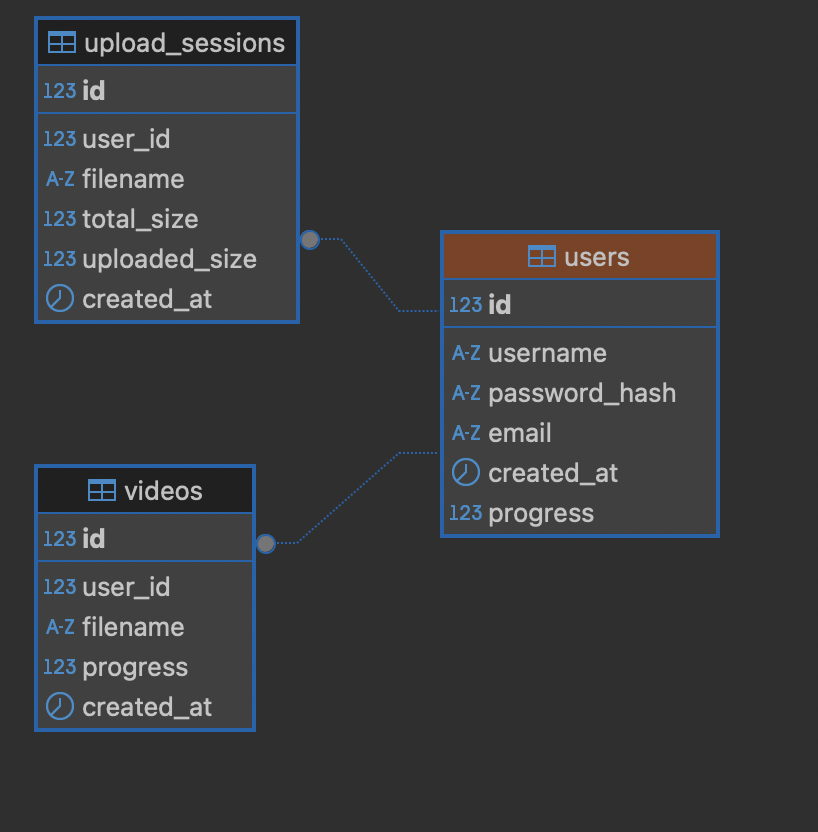 upload_sessions
123 id
123 user_id
A-Z filename
123 total_size
123 uploaded_size
created_at
users
123 id
A-Z username
A-Z password_hash
A-Z email
created_at
123 progress
videos
123 id
123 user_id
A-Z filename
123 progress
created_at